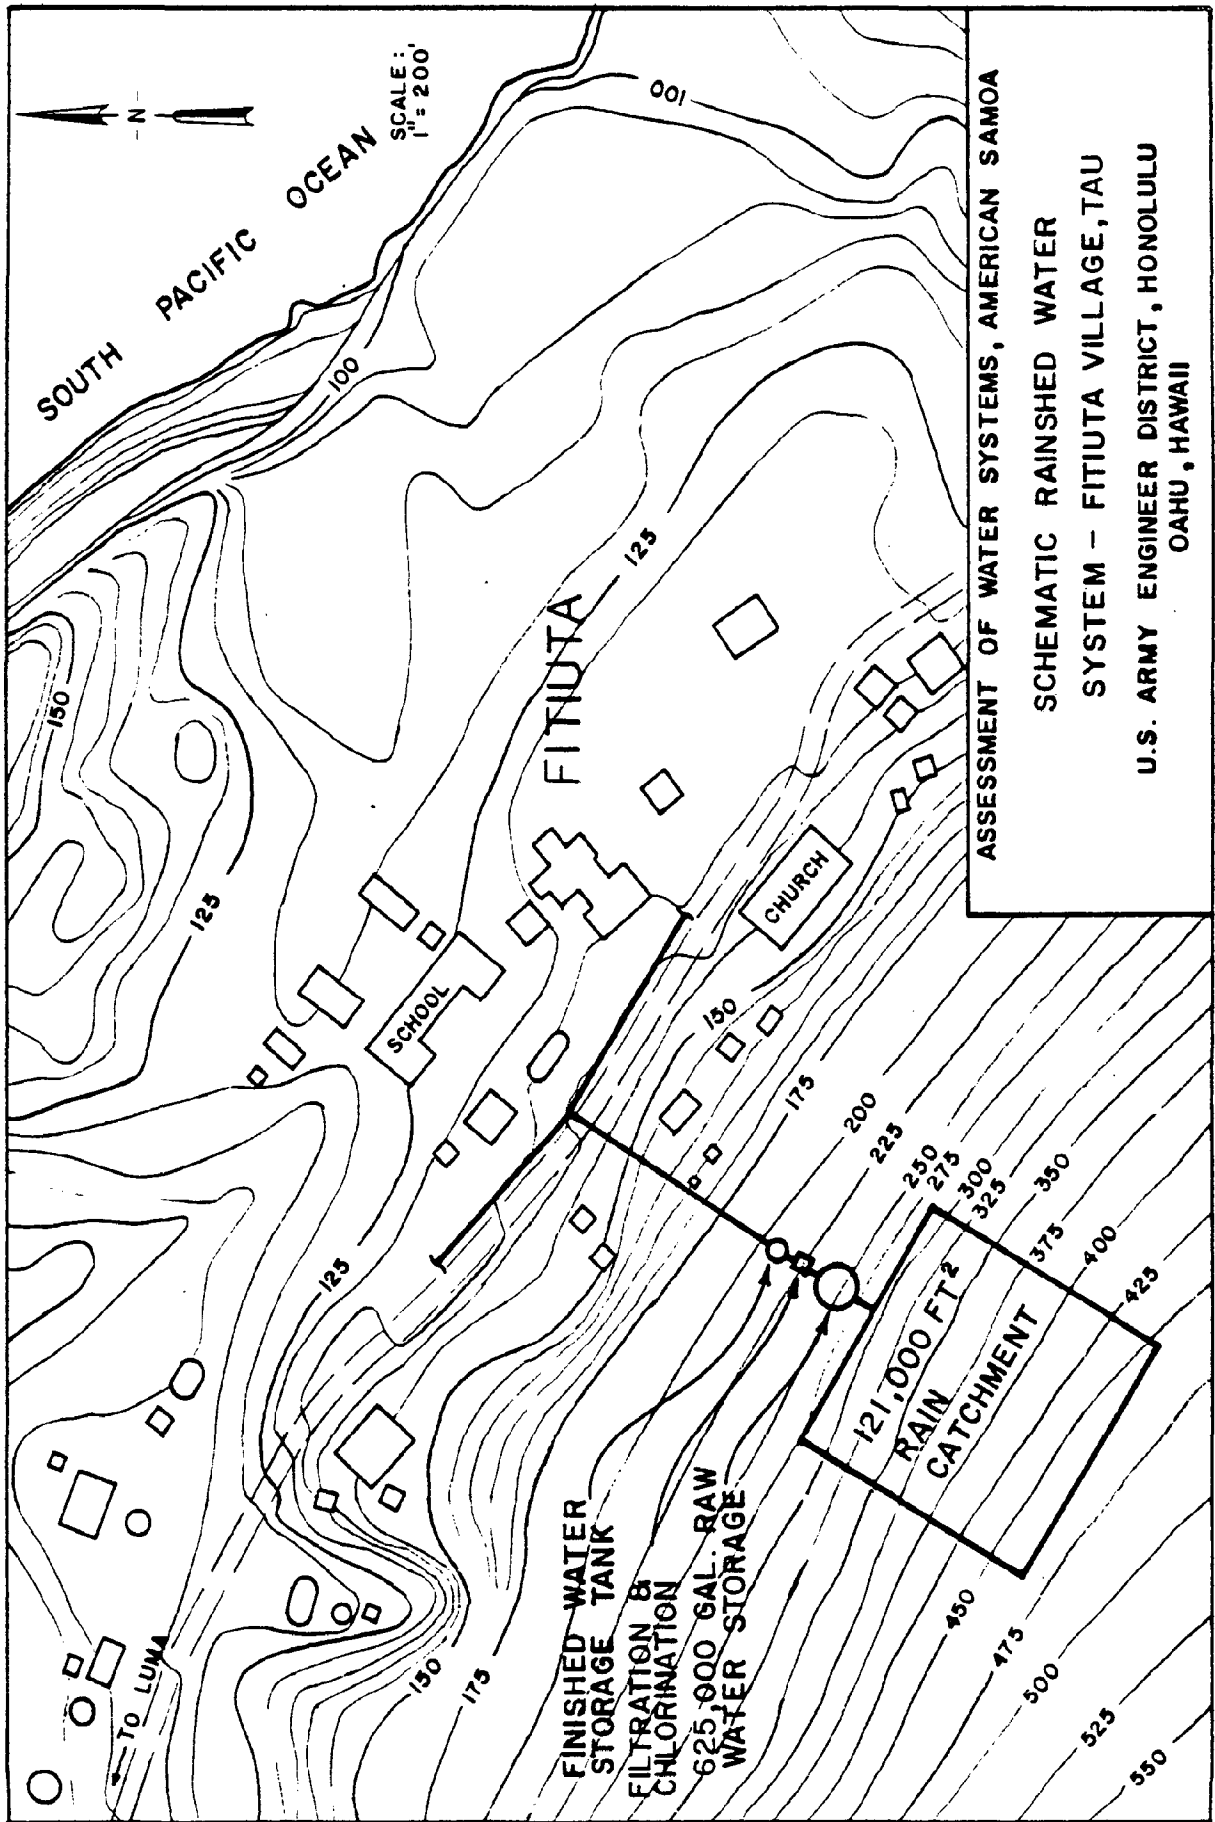 SOUTH PACIFIC OCEAN
N
SCALE:
1" = 200'
100
100
150
125
125
FITIUTA
SCHOOL
CHURCH
150
125
175
200
225
250
275
300
325
350
375
400
425
TO LUMA
150
175
FINISHED WATER
STORAGE TANK
FILTRATION &
CHLORINATION
625,000 GAL. RAW
WATER STORAGE
121,000 FT²
RAIN
CATCHMENT
450
475
500
525
550
ASSESSMENT OF WATER SYSTEMS, AMERICAN SAMOA
SCHEMATIC RAINSHED WATER
SYSTEM – FITIUTA VILLAGE, TAU
U.S. ARMY ENGINEER DISTRICT, HONOLULU
OAHU, HAWAII